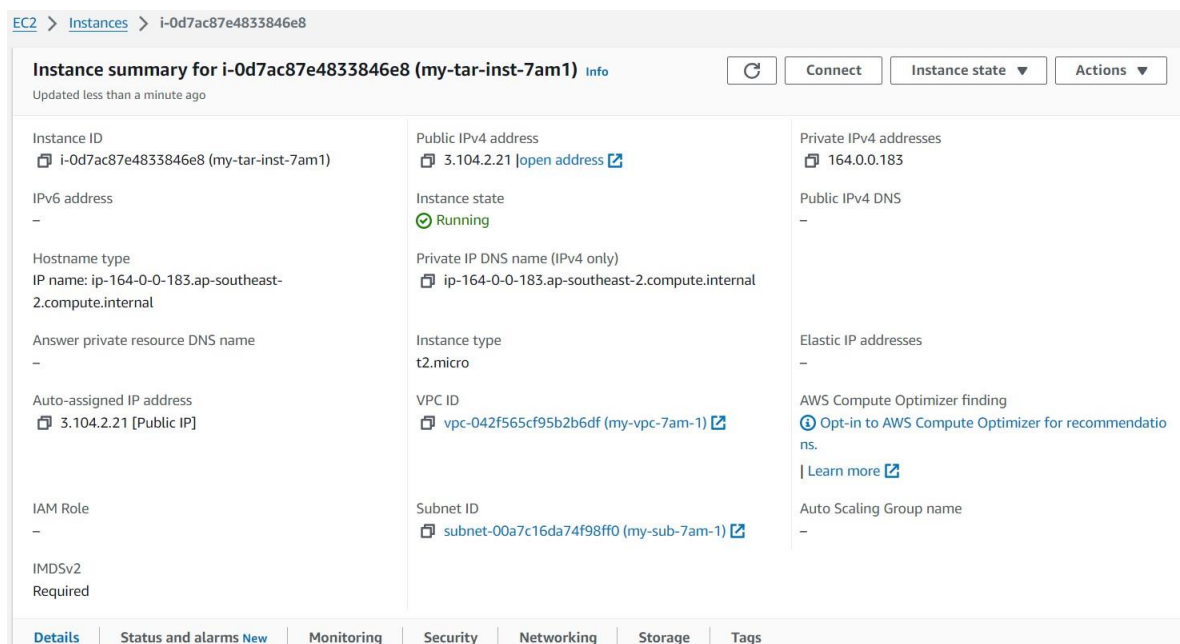 EC2 > Instances > i-0d7ac87e4833846e8
Instance summary for i-0d7ac87e4833846e8 (my-tar-inst-7am1) Info
Updated less than a minute ago
Connect
Instance state
Actions
Instance ID
i-0d7ac87e4833846e8 (my-tar-inst-7am1)
Public IPv4 address
3.104.2.21 |open address
Private IPv4 addresses
164.0.0.183
IPv6 address
–
Instance state
Running
Public IPv4 DNS
–
Hostname type
IP name: ip-164-0-0-183.ap-southeast-
2.compute.internal
Private IP DNS name (IPv4 only)
ip-164-0-0-183.ap-southeast-2.compute.internal
Answer private resource DNS name
–
Instance type
t2.micro
Elastic IP addresses
–
Auto-assigned IP address
3.104.2.21 [Public IP]
VPC ID
vpc-042f565cf95b2b6df (my-vpc-7am-1)
AWS Compute Optimizer finding
Opt-in to AWS Compute Optimizer for recommendatio
ns.
| Learn more
IAM Role
–
Subnet ID
subnet-00a7c16da74f98ff0 (my-sub-7am-1)
Auto Scaling Group name
–
IMDSv2
Required
Details
Status and alarms New
Monitoring
Security
Networking
Storage
Tags